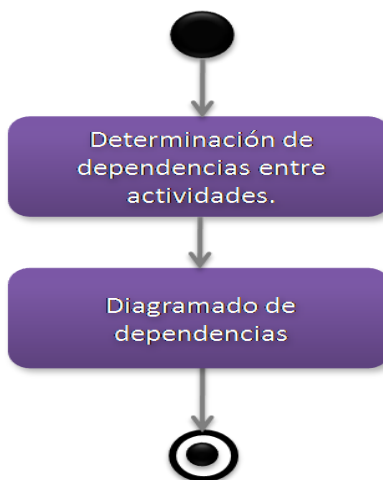 Determinación de
dependencias entre
actividades.
Diagramado de
dependencias